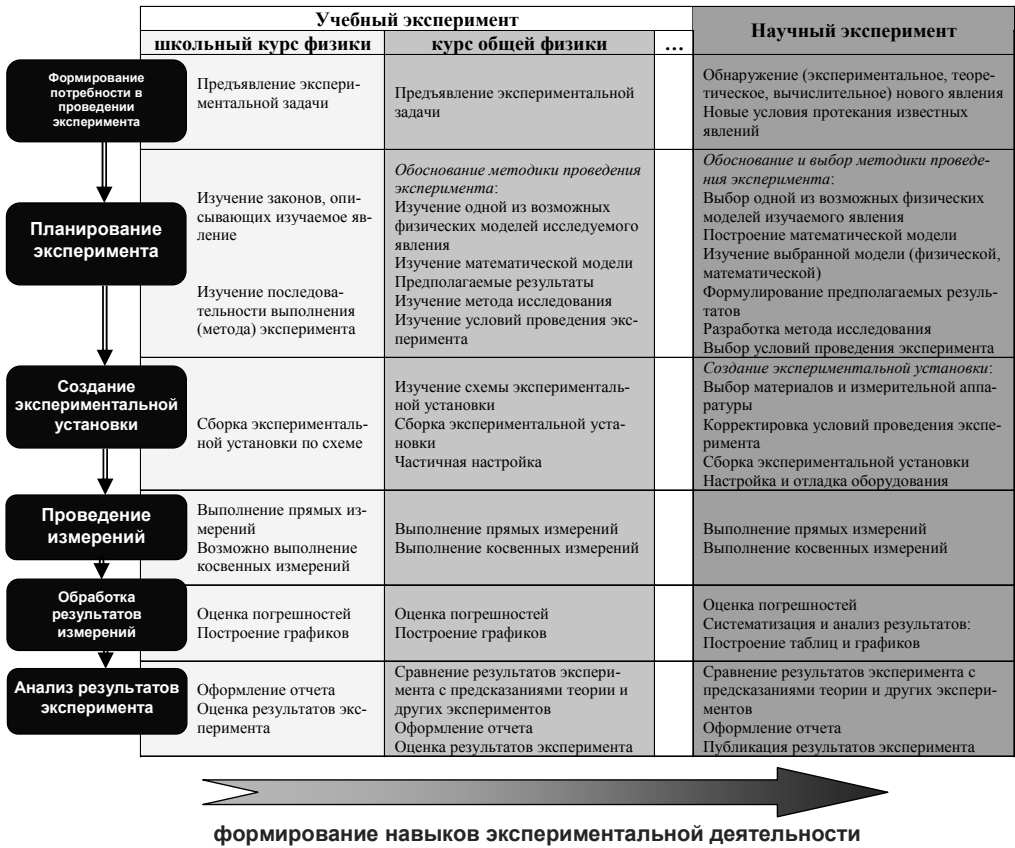 Учебный эксперимент
Научный эксперимент
школьный курс физики
курс общей физики
...
Формирование
потребности в
проведении
эксперимента
Предъявление экспери-
ментальной задачи
Предъявление экспериментальной
задачи
Обнаружение (экспериментальное, теоре-
тическое, вычислительное) нового явления
Новые условия протекания известных
явлений
Планирование
эксперимента
Изучение законов, опи-
сывающих изучаемое яв-
ление
Изучение последова-
тельности выполнения
(метода) эксперимента
Обоснование методики проведения
эксперимента:
Изучение одной из возможных
физических моделей исследуемого
явления
Изучение математической модели
Предполагаемые результаты
Изучение метода исследования
Изучение условий проведения экс-
перимента
Обоснование и выбор методики проведе-
ния эксперимента:
Выбор одной из возможных физических
моделей изучаемого явления
Построение математической модели
Изучение выбранной модели (физической,
математической)
Формулирование предполагаемых резуль-
татов
Разработка метода исследования
Выбор условий проведения эксперимента
Создание
экспериментальной
установки
Сборка эксперименталь-
ной установки по схеме
Изучение схемы эксперименталь-
ной установки
Сборка экспериментальной уста-
новки
Частичная настройка
Создание экспериментальной установки:
Выбор материалов и измерительной аппа-
ратуры
Корректировка условий проведения экспе-
римента
Сборка экспериментальной установки
Настройка и отладка оборудования
Проведение
измерений
Выполнение прямых из-
мерений
Возможно выполнение
косвенных измерений
Выполнение прямых измерений
Выполнение косвенных измерений
Выполнение прямых измерений
Выполнение косвенных измерений
Обработка
результатов
измерений
Оценка погрешностей
Построение графиков
Оценка погрешностей
Построение графиков
Оценка погрешностей
Систематизация и анализ результатов:
Построение таблиц и графиков
Анализ результатов
эксперимента
Оформление отчета
Оценка результатов экс-
перимента
Сравнение результатов экспери-
мента с предсказаниями теории и
других экспериментов
Оформление отчета
Оценка результатов эксперимента
Сравнение результатов эксперимента с
предсказаниями теории и других экспери-
ментов
Оформление отчета
Публикация результатов эксперимента
формирование навыков экспериментальной деятельности